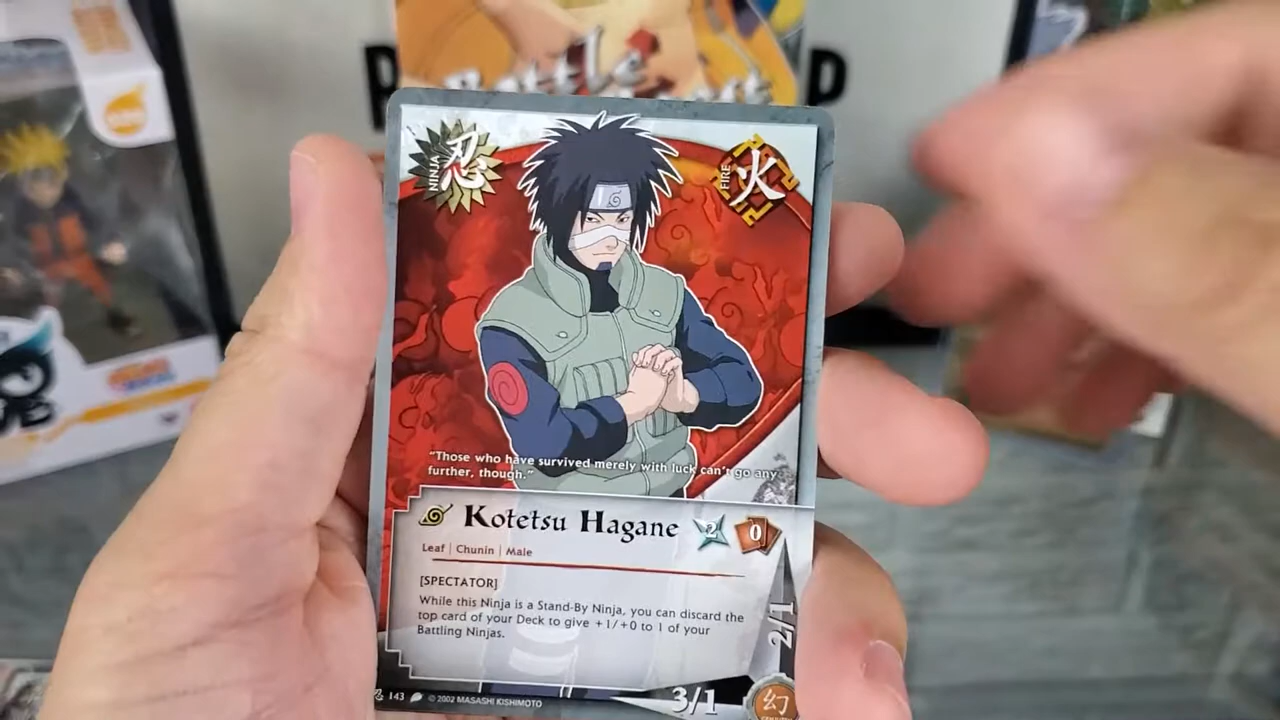 Battle
NINJA
忍
FIRE
火
"Those who have survived merely with luck can't go any
further, though."
Kotetsu Hagane
2
0
Leaf | Chunin | Male
[SPECTATOR]
While this Ninja is a Stand-By Ninja, you can discard the
top card of your Deck to give +1/+0 to 1 of your
Battling Ninjas.
2/1
忍 143 © 2002 MASASHI KISHIMOTO
3/1
幻